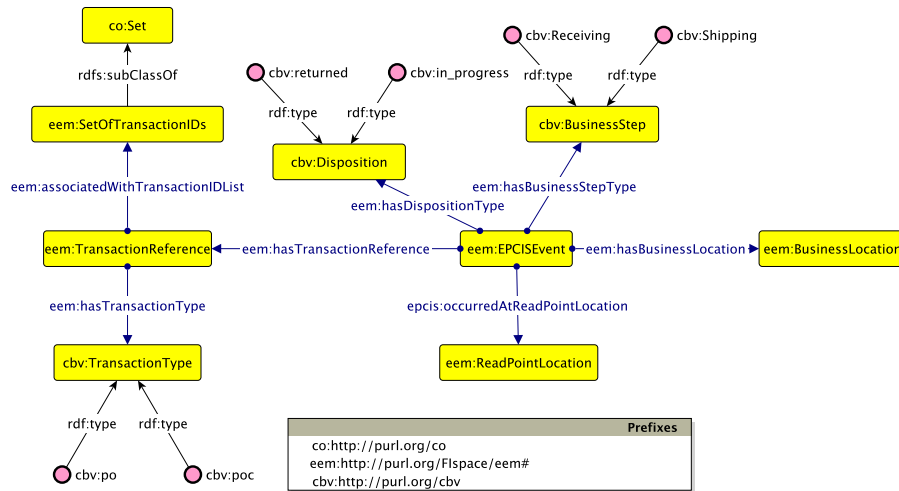 co:Set
cbv:Receiving
cbv:Shipping
cbv:returned
cbv:in_progress
rdfs:subClassOf
rdf:type
rdf:type
rdf:type
rdf:type
eem:SetOfTransactionIDs
cbv:BusinessStep
cbv:Disposition
eem:associatedWithTransactionIDList
eem:hasBusinessStepType
eem:hasDispositionType
eem:TransactionReference
eem:hasTransactionReference
eem:EPCISEvent
eem:hasBusinessLocation
eem:BusinessLocation
eem:hasTransactionType
epcis:occurredAtReadPointLocation
cbv:TransactionType
eem:ReadPointLocation
rdf:type
rdf:type
cbv:po
cbv:poc
Prefixes
co:http://purl.org/co
eem:http://purl.org/FIspace/eem#
cbv:http://purl.org/cbv